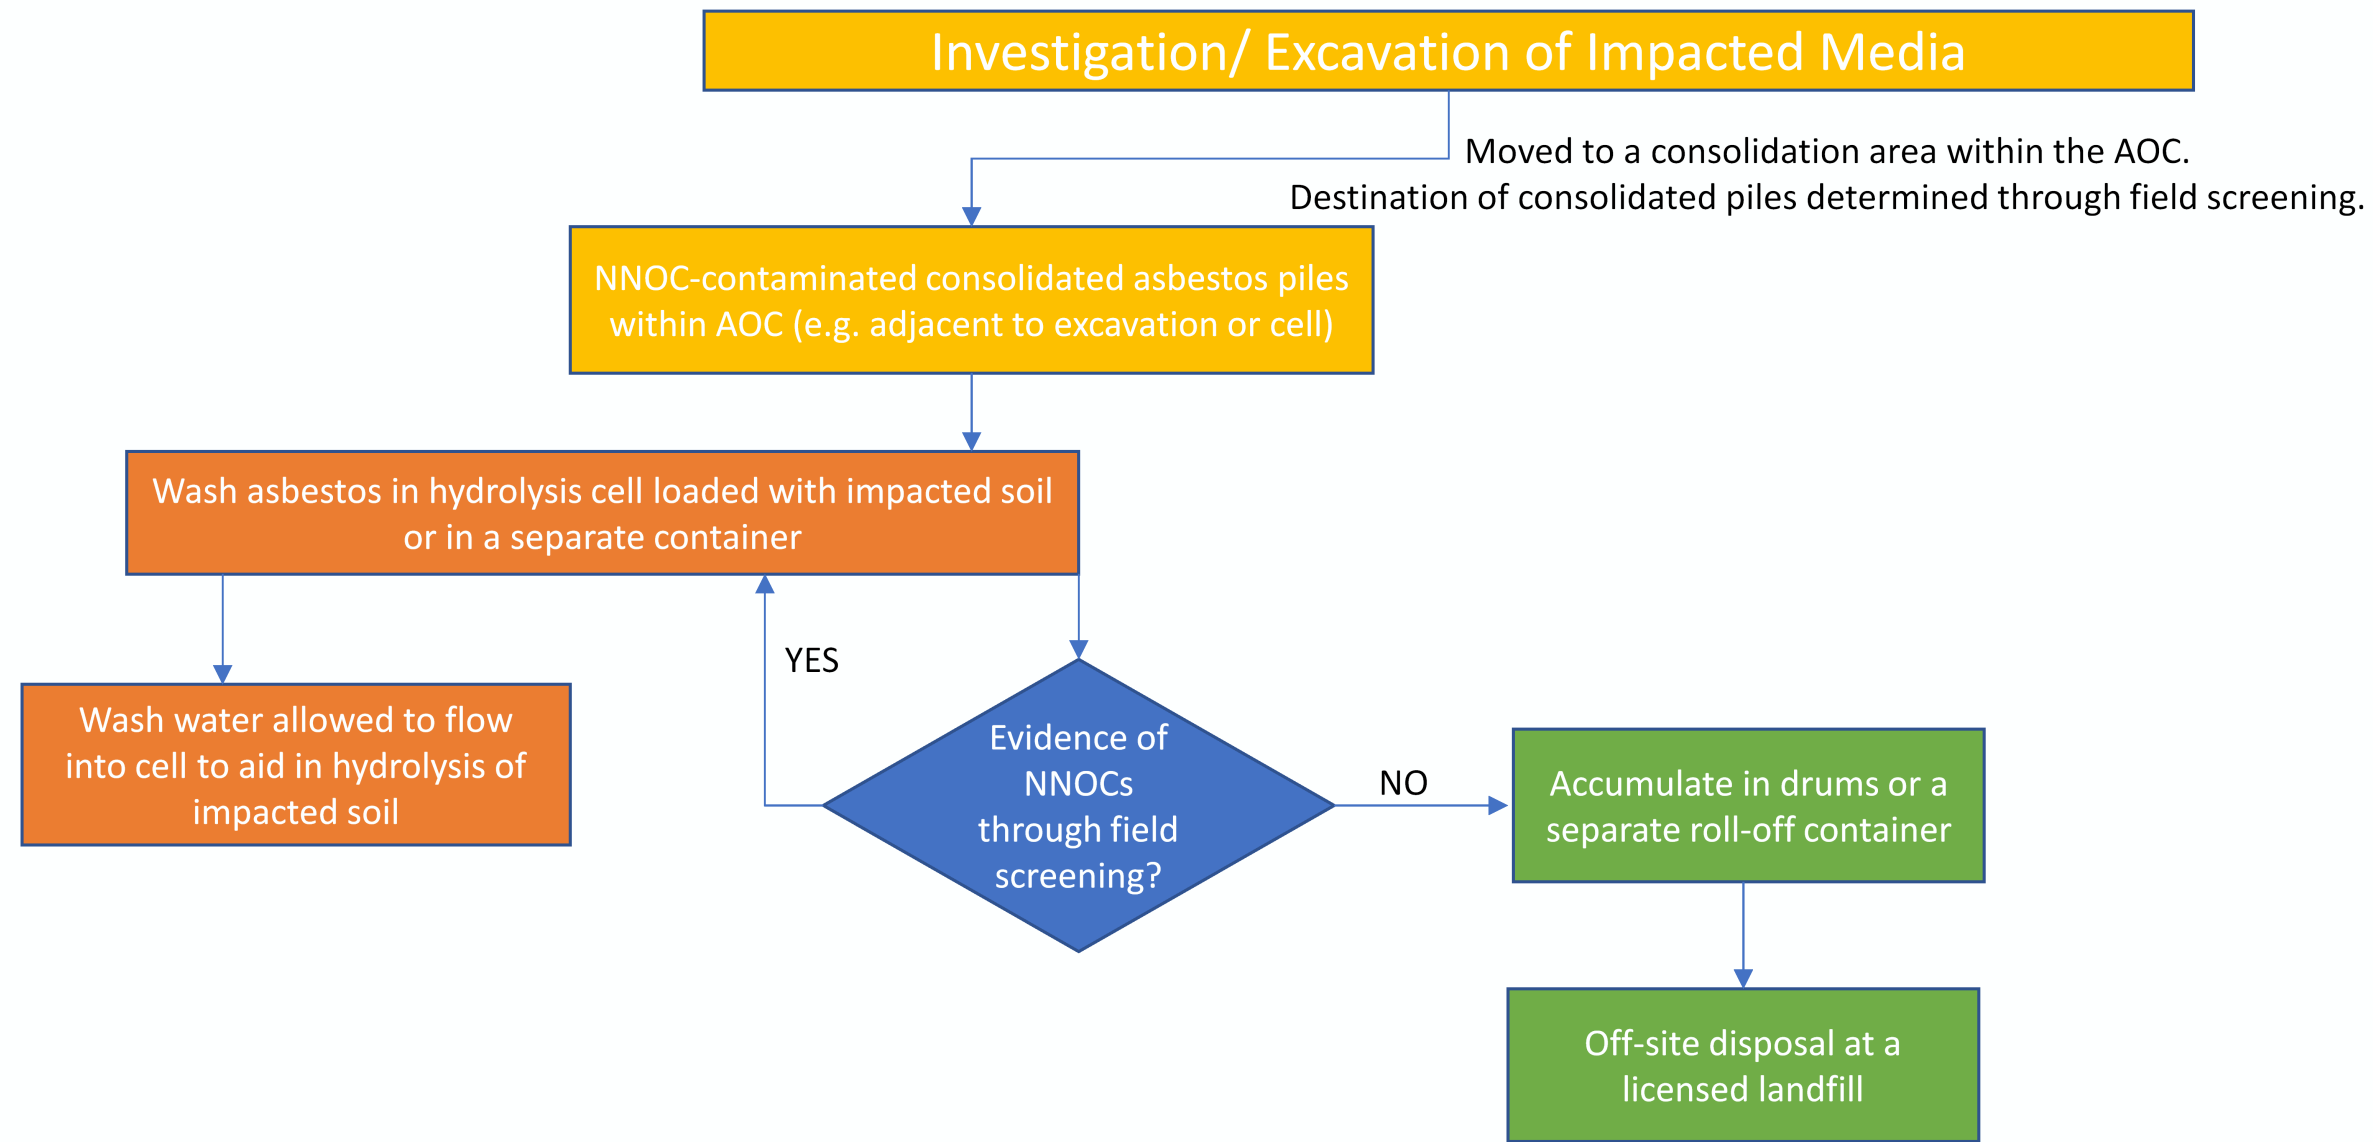 Investigation/ Excavation of Impacted Media
Moved to a consolidation area within the AOC.
Destination of consolidated piles determined through field screening.
NNOC-contaminated consolidated asbestos piles
within AOC (e.g. adjacent to excavation or cell)
Wash asbestos in hydrolysis cell loaded with impacted soil
or in a separate container
YES
Wash water allowed to flow
into cell to aid in hydrolysis of
impacted soil
Evidence of
NNOCs
through field
screening?
NO
Accumulate in drums or a
separate roll-off container
Off-site disposal at a
licensed landfill